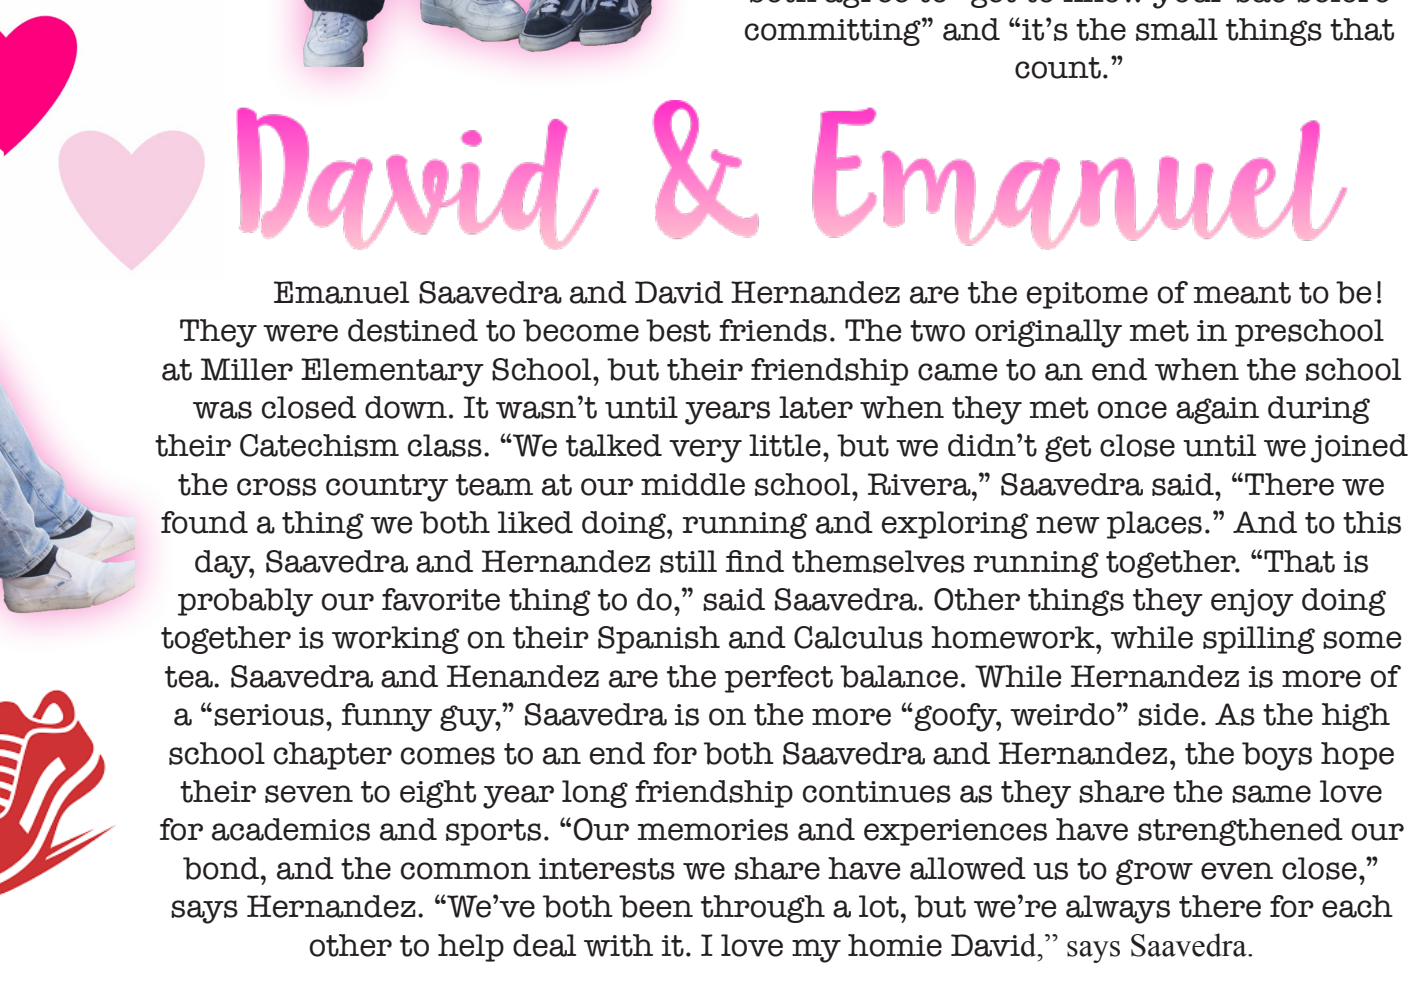 committing” and “it’s the small things that
count.”
David & Emanuel
Emanuel Saavedra and David Hernandez are the epitome of meant to be!
They were destined to become best friends. The two originally met in preschool
at Miller Elementary School, but their friendship came to an end when the school
was closed down. It wasn’t until years later when they met once again during
their Catechism class. “We talked very little, but we didn’t get close until we joined
the cross country team at our middle school, Rivera,” Saavedra said, “There we
found a thing we both liked doing, running and exploring new places.” And to this
day, Saavedra and Hernandez still find themselves running together. “That is
probably our favorite thing to do,” said Saavedra. Other things they enjoy doing
together is working on their Spanish and Calculus homework, while spilling some
tea. Saavedra and Henandez are the perfect balance. While Hernandez is more of
a “serious, funny guy,” Saavedra is on the more “goofy, weirdo” side. As the high
school chapter comes to an end for both Saavedra and Hernandez, the boys hope
their seven to eight year long friendship continues as they share the same love
for academics and sports. “Our memories and experiences have strengthened our
bond, and the common interests we share have allowed us to grow even close,”
says Hernandez. “We’ve both been through a lot, but we’re always there for each
other to help deal with it. I love my homie David,” says Saavedra.